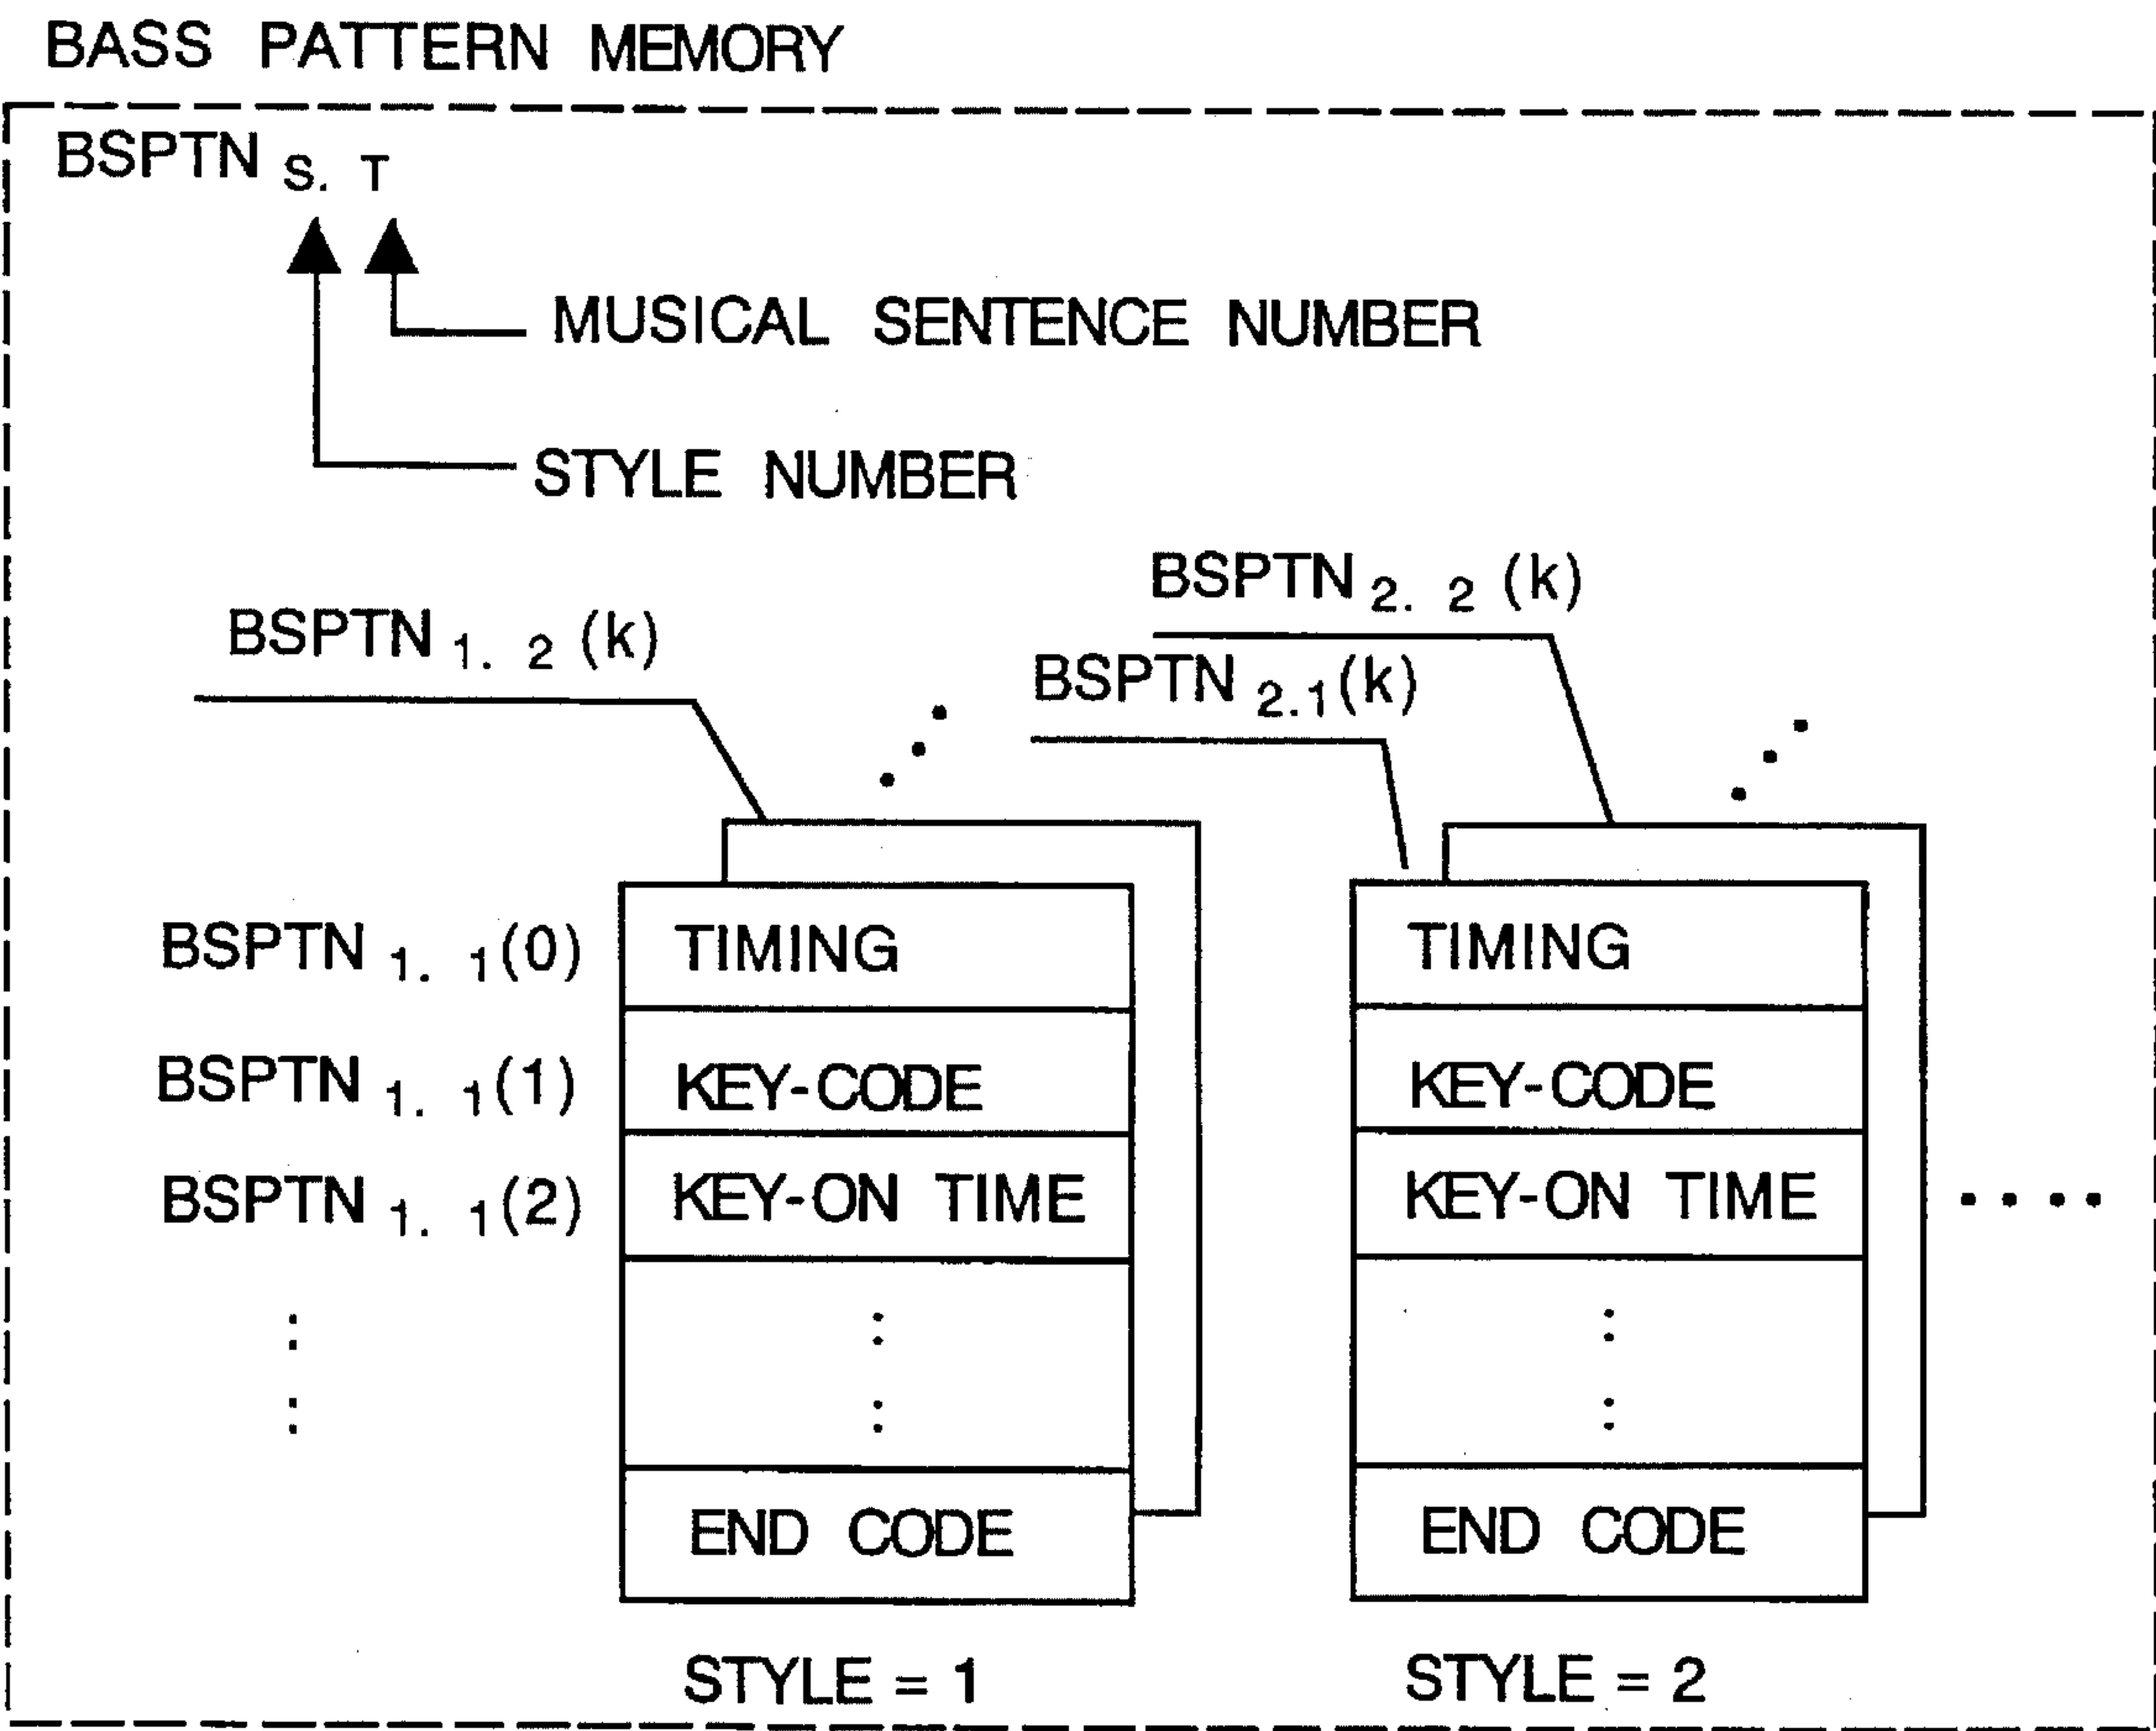 BASS PATTERN MEMORY
BSPTN S. T
MUSICAL SENTENCE NUMBER
STYLE NUMBER
BSPTN 2. 2 (k)
BSPTN 1. 2 (k)
BSPTN 2.1(k)
BSPTN 1. 1(0) TIMING TIMING
BSPTN 1. 1(1) KEY-CODE KEY-CODE
BSPTN 1. 1(2) KEY-ON TIME KEY-ON TIME
END CODE END CODE
STYLE = 1 STYLE = 2